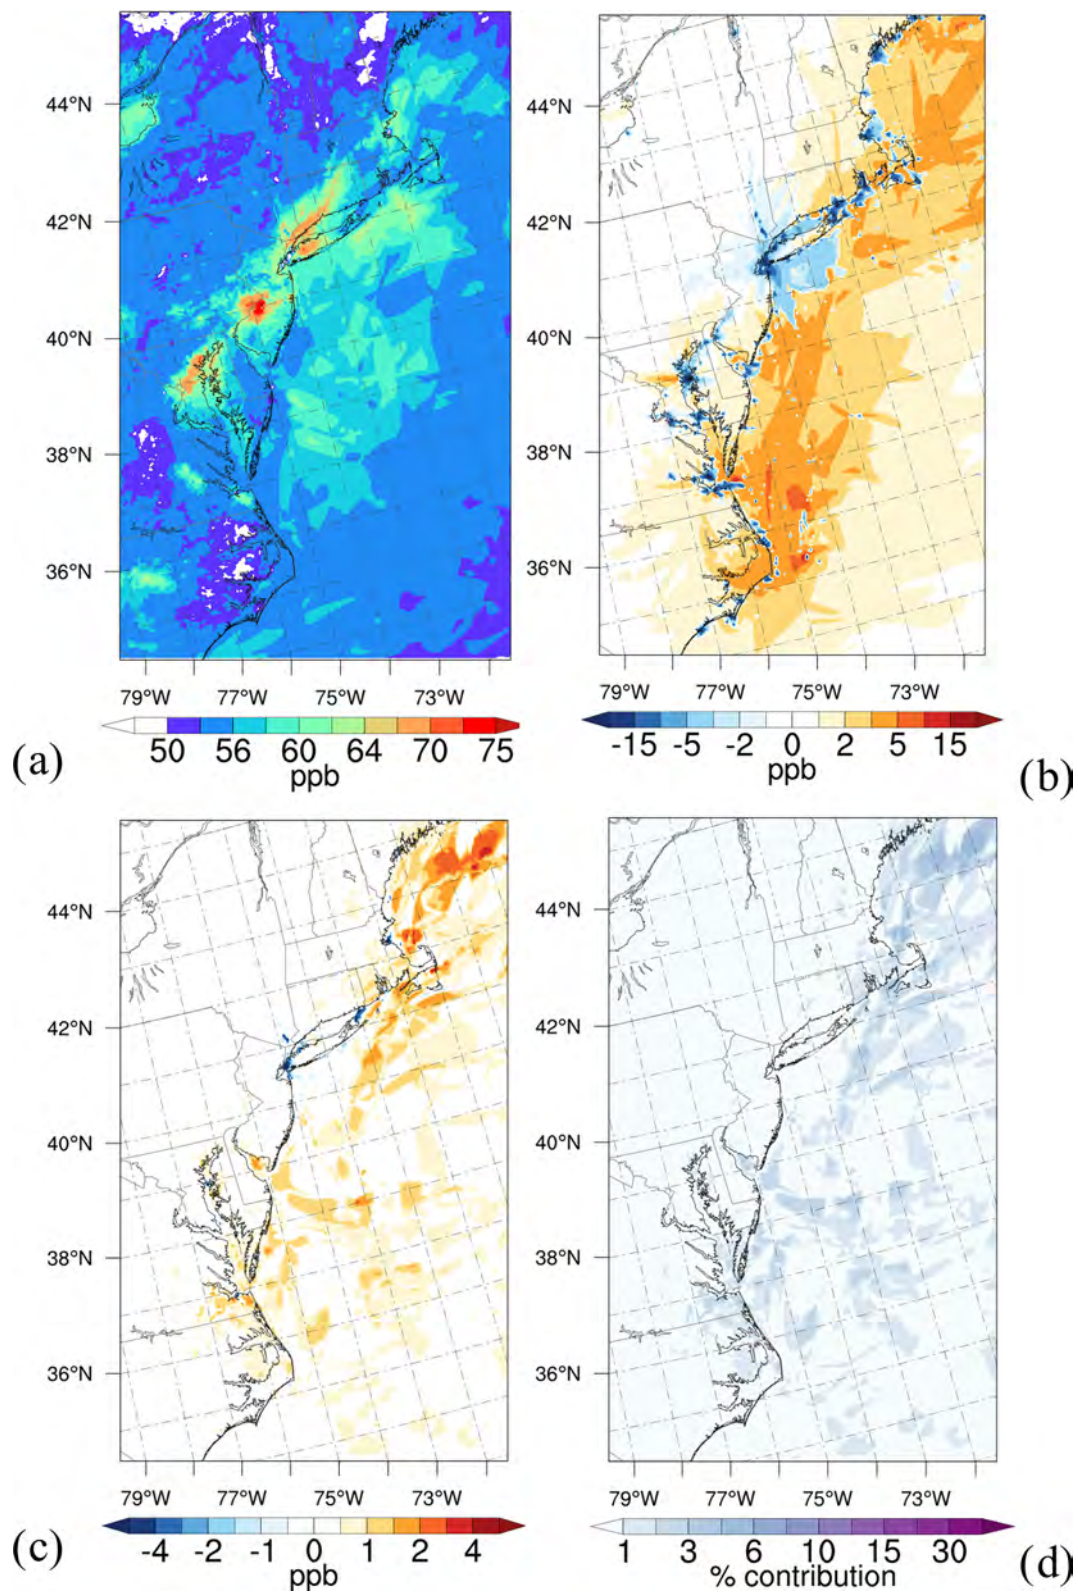 44°N
42°N
40°N
38°N
36°N
79°W 77°W 75°W 73°W
50 56 60 64 70 75
ppb
(a)
44°N
42°N
40°N
38°N
36°N
79°W 77°W 75°W 73°W
-15 -5 -2 0 2 5 15
ppb
(b)
44°N
42°N
40°N
38°N
36°N
79°W 77°W 75°W 73°W
-4 -2 -1 0 1 2 4
ppb
(c)
44°N
42°N
40°N
38°N
36°N
79°W 77°W 75°W 73°W
1 3 6 10 15 30
% contribution
(d)